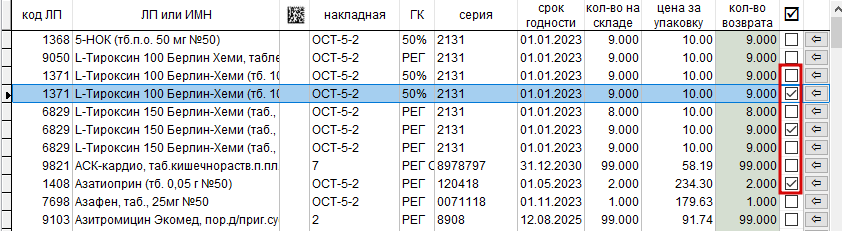 код ЛП ЛП или ИМН накладная ГК серия срок годности кол-во на складе цена за упаковку кол-во возврата
1368 5-НОК (тб.п.о. 50 мг №50) ОСТ-5-2 50% 2131 01.01.2023 9.000 10.00 9.000
9050 L-Тироксин 100 Берлин Хеми, табле ОСТ-5-2 РЕГ 2131 01.01.2023 9.000 10.00 9.000
1371 L-Тироксин 100 Берлин-Хеми (тб. 10 ОСТ-5-2 50% 2131 01.01.2023 9.000 10.00 9.000
1371 L-Тироксин 100 Берлин-Хеми (тб. 10 ОСТ-5-2 50% 2131 01.01.2023 9.000 10.00 9.000
6829 L-Тироксин 150 Берлин-Хеми (таб., ОСТ-5-2 РЕГ 2131 01.01.2023 8.000 10.00 8.000
6829 L-Тироксин 150 Берлин-Хеми (таб., ОСТ-5-2 РЕГ 2131 01.01.2023 9.000 10.00 9.000
6829 L-Тироксин 150 Берлин-Хеми (таб., ОСТ-5-2 РЕГ 2131 01.01.2023 9.000 10.00 9.000
9821 АСК-кардио, таб.кишечнораств.п.пл 7 РЕГ С 8978797 31.12.2030 99.000 58.19 99.000
1408 Азатиоприн (тб. 0,05 г №50) ОСТ-5-2 РЕГ 120418 01.05.2023 2.000 234.30 2.000
7698 Азафен, таб., 25мг №50 ОСТ-5-2 РЕГ 0071118 01.11.2023 1.000 179.63 1.000
9103 Азитромицин Экомед, пор.д/приг.су 2 РЕГ 8908 12.08.2025 99.000 91.74 99.000